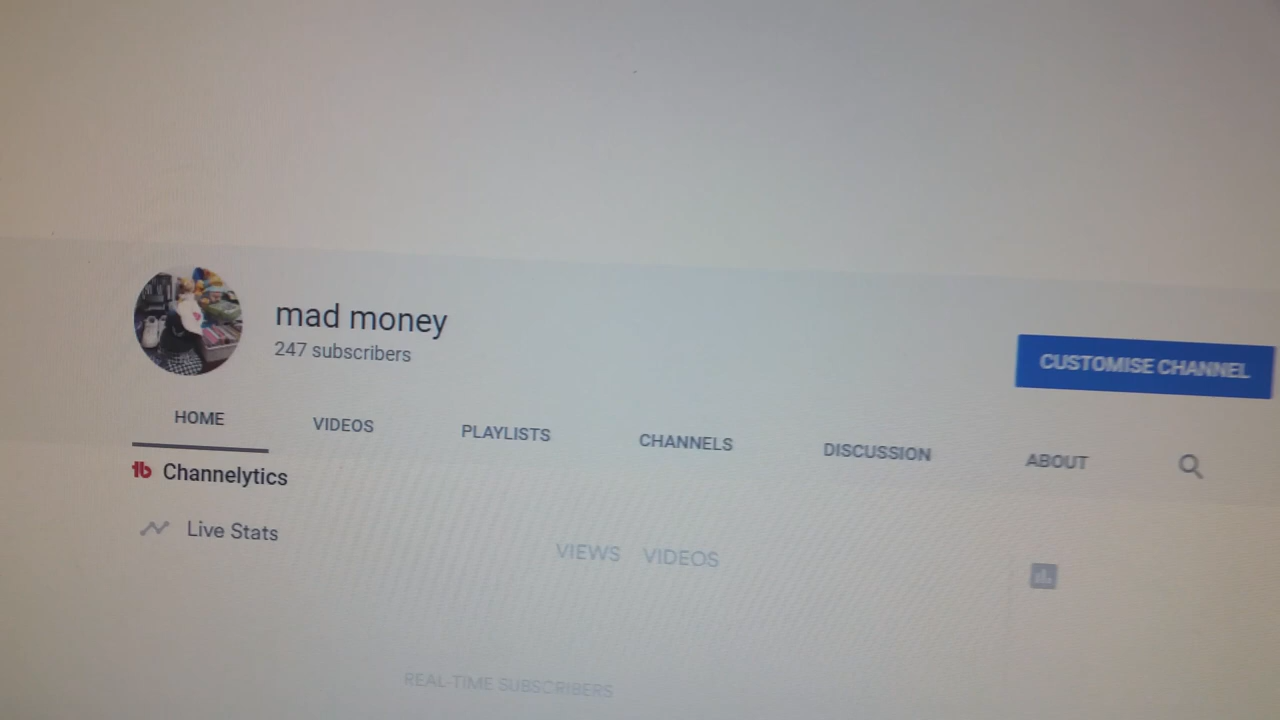 mad money
247 subscribers
CUSTOMISE CHANNEL
HOME VIDEOS PLAYLISTS CHANNELS DISCUSSION ABOUT
tb Channelytics
Live Stats
VIEWS VIDEOS
REAL-TIME SUBSCRIBERS